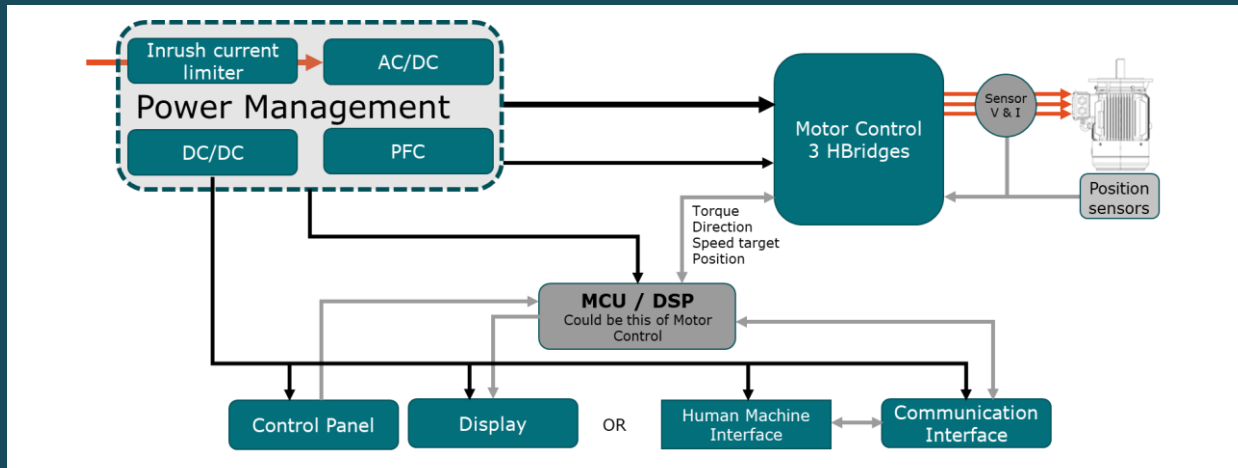 Inrush current
limiter
AC/DC
Power Management
DC/DC
PFC
Motor Control
3 HBridges
Sensor
V & I
Position
sensors
Torque
Direction
Speed target
Position
MCU / DSP
Could be this of Motor
Control
Control Panel
Display
OR
Human Machine
Interface
Communication
Interface